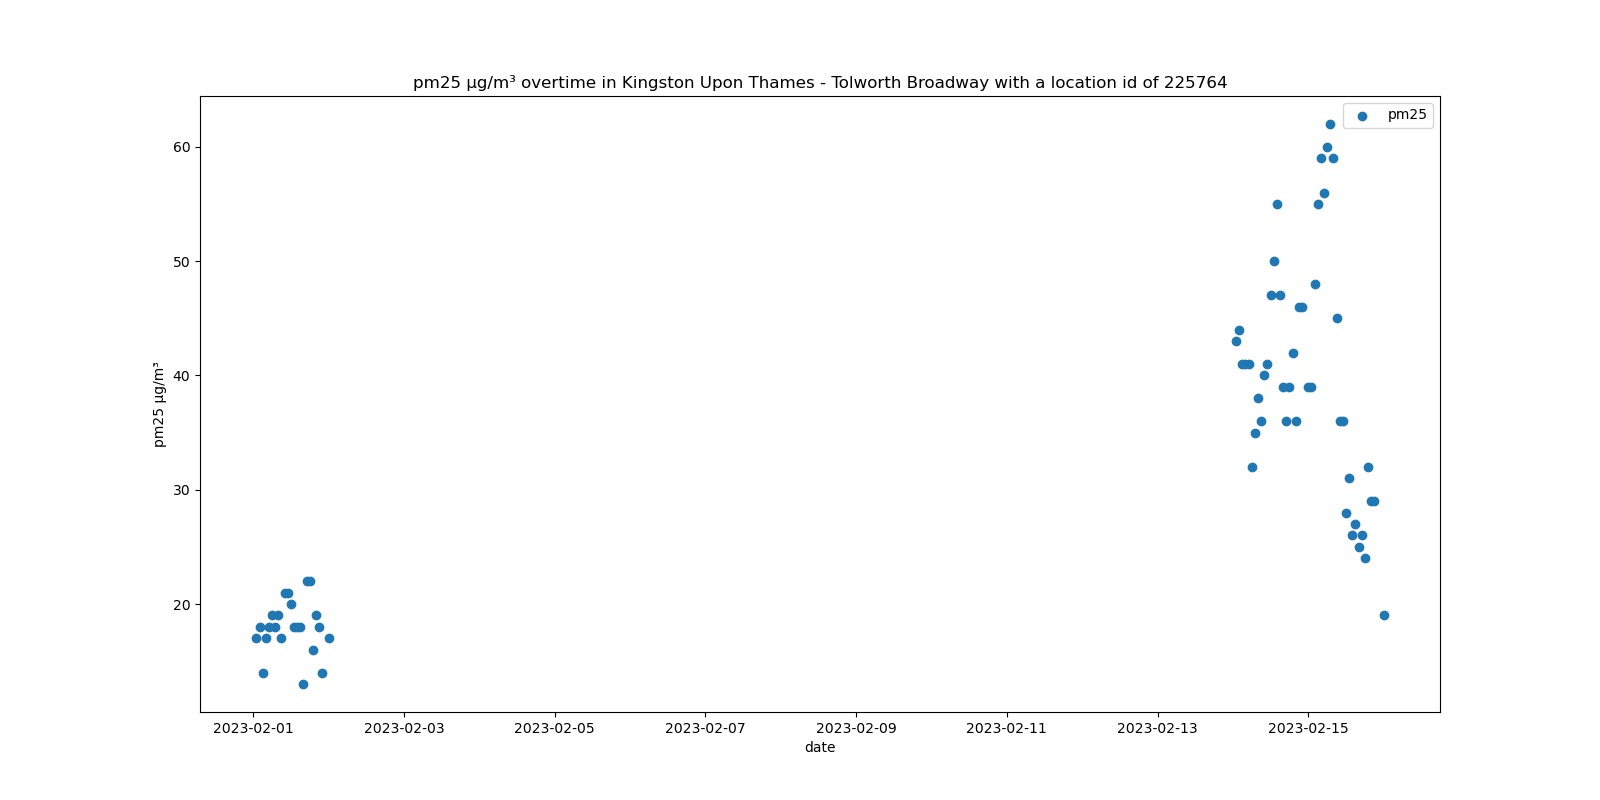 pm25 µg/m³ overtime in Kingston Upon Thames - Tolworth Broadway with a location id of 225764
pm25
60
50
40
30
20
pm25 µg/m³
2023-02-01 2023-02-03 2023-02-05 2023-02-07 2023-02-09 2023-02-11 2023-02-13 2023-02-15
date